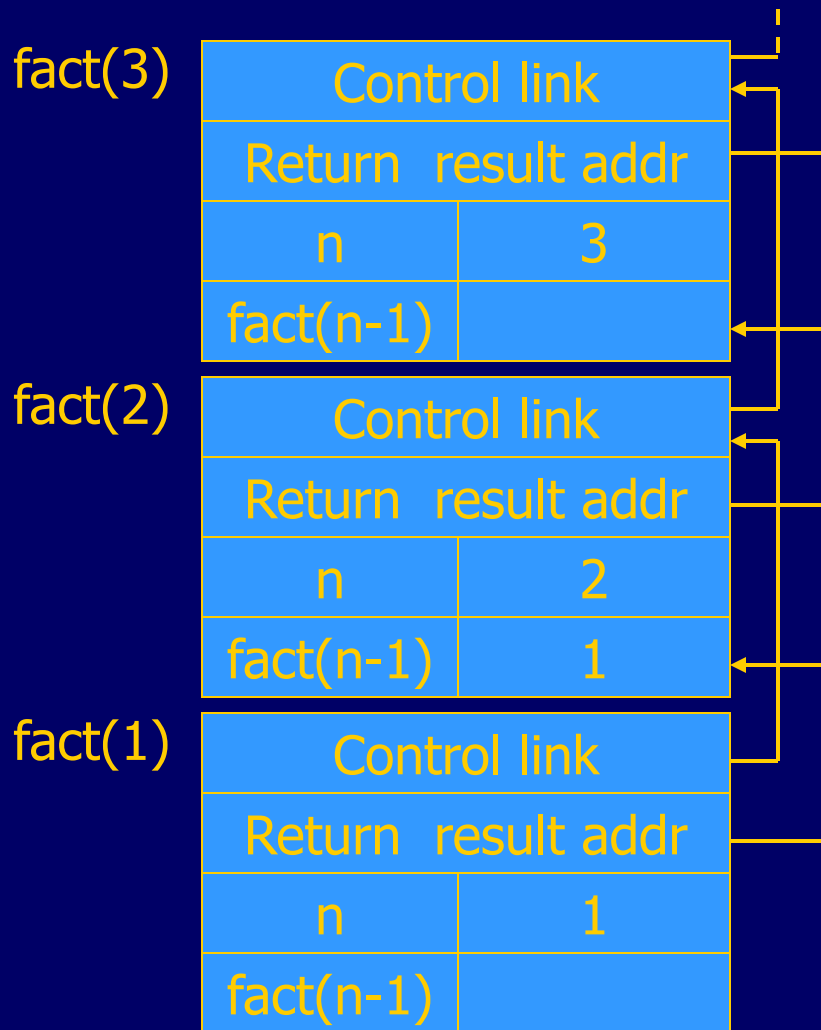 fact(3)
Control link
Return result addr
n 3
fact(n-1)
fact(2)
Control link
Return result addr
n 2
fact(n-1) 1
fact(1)
Control link
Return result addr
n 1
fact(n-1)